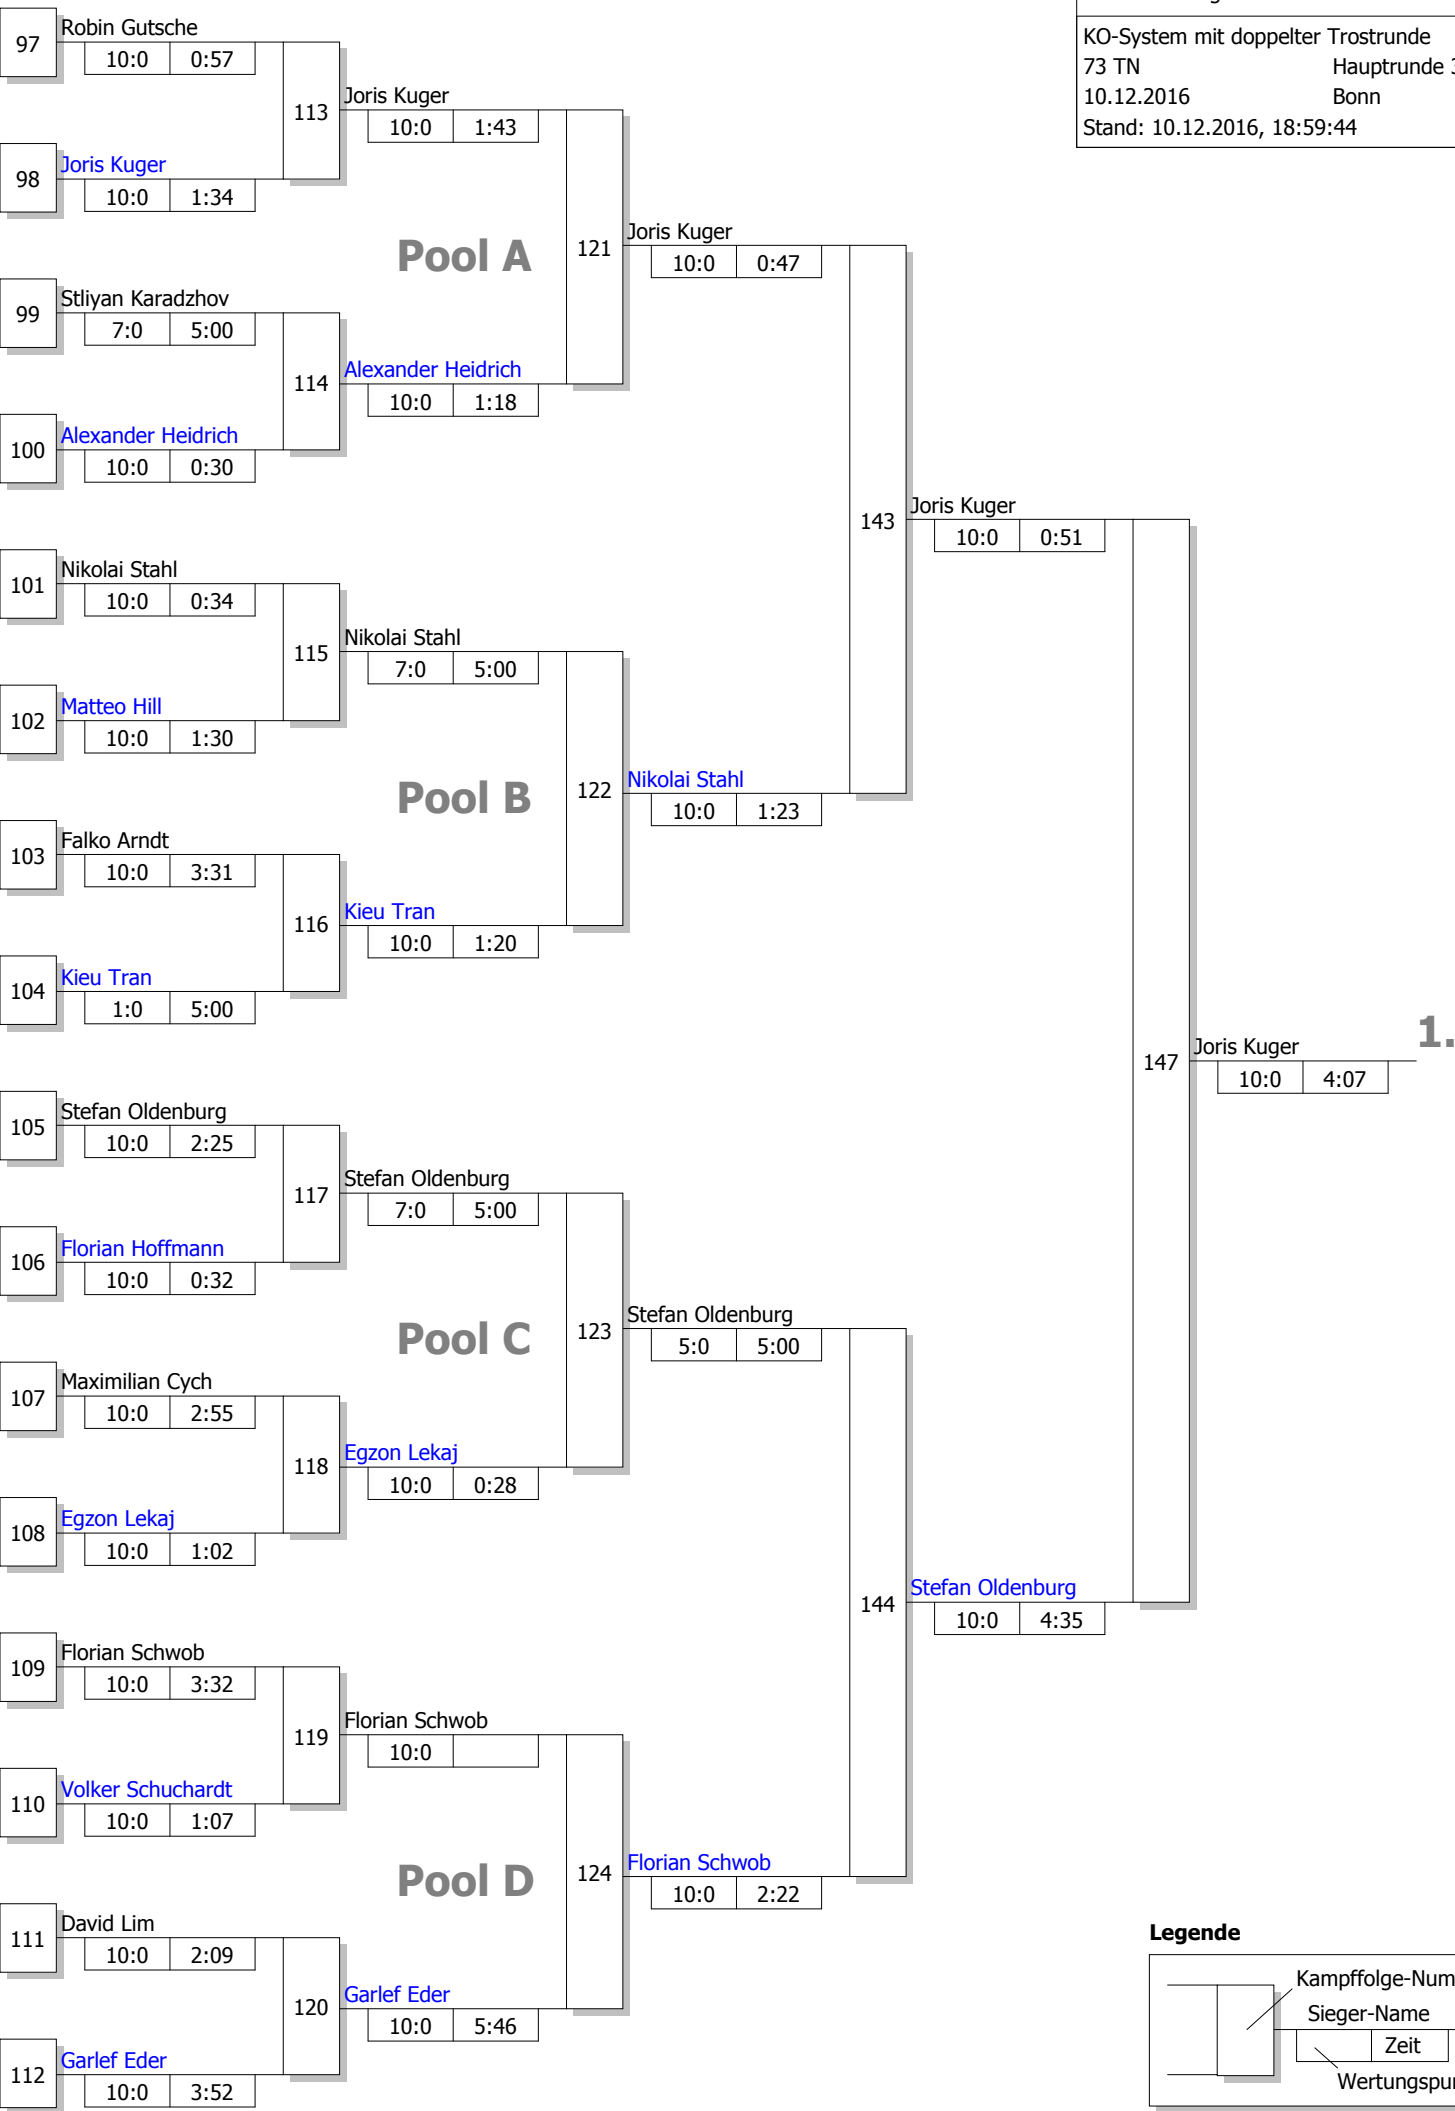 KO-System mit doppelter Trostrunde
73 TN Hauptrunde
10.12.2016 Bonn
Stand: 10.12.2016, 18:59:44
97 Robin Gutsche
10:0 0:57
98 Joris Kuger
10:0 1:34
113 Joris Kuger
10:0 1:43
99 Stliyan Karadzhov
7:0 5:00
100 Alexander Heidrich
10:0 0:30
114 Alexander Heidrich
10:0 1:18
Pool A
121 Joris Kuger
10:0 0:47
101 Nikolai Stahl
10:0 0:34
102 Matteo Hill
10:0 1:30
115 Nikolai Stahl
7:0 5:00
103 Falko Arndt
10:0 3:31
104 Kieu Tran
1:0 5:00
116 Kieu Tran
10:0 1:20
Pool B
122 Nikolai Stahl
10:0 1:23
143 Joris Kuger
10:0 0:51
105 Stefan Oldenburg
10:0 2:25
106 Florian Hoffmann
10:0 0:32
117 Stefan Oldenburg
7:0 5:00
107 Maximilian Cych
10:0 2:55
108 Egzon Lekaj
10:0 1:02
118 Egzon Lekaj
10:0 0:28
Pool C
123 Stefan Oldenburg
5:0 5:00
109 Florian Schwob
10:0 3:32
110 Volker Schuchardt
10:0 1:07
119 Florian Schwob
10:0
111 David Lim
10:0 2:09
112 Garlef Eder
10:0 3:52
120 Garlef Eder
10:0 5:46
Pool D
124 Florian Schwob
10:0 2:22
144 Stefan Oldenburg
10:0 4:35
147 Joris Kuger
10:0 4:07
1.
Legende
Kampffolge-Num
Sieger-Name
Zeit
Wertungspu